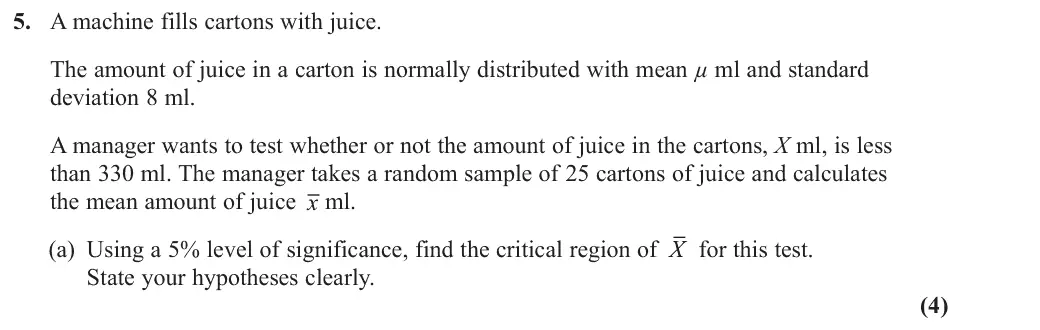 5. A machine fills cartons with juice.
The amount of juice in a carton is normally distributed with mean μ ml and standard
deviation 8 ml.
A manager wants to test whether or not the amount of juice in the cartons, X ml, is less
than 330 ml. The manager takes a random sample of 25 cartons of juice and calculates
the mean amount of juice x̅ ml.
(a) Using a 5% level of significance, find the critical region of X̅ for this test.
State your hypotheses clearly.
(4)